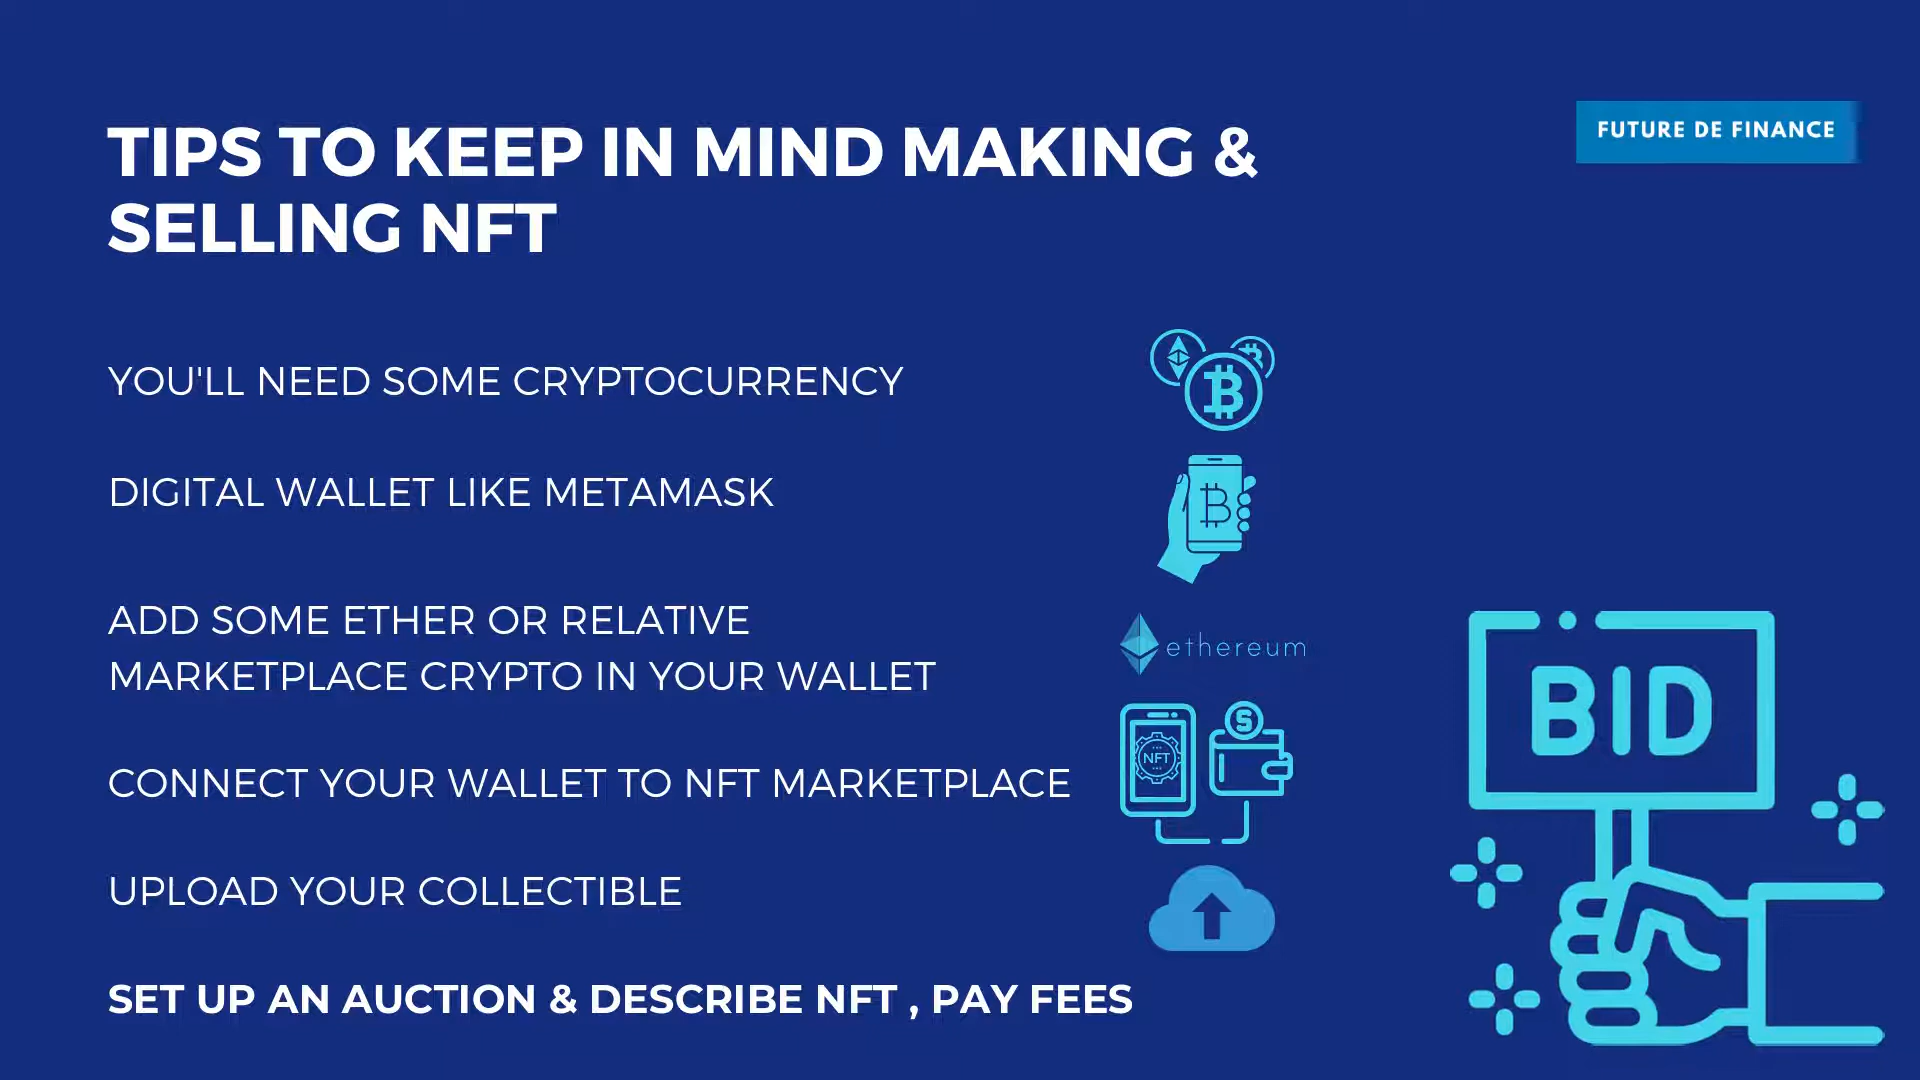 FUTURE DE FINANCE
TIPS TO KEEP IN MIND MAKING &
SELLING NFT
YOU'LL NEED SOME CRYPTOCURRENCY
DIGITAL WALLET LIKE METAMASK
ADD SOME ETHER OR RELATIVE
MARKETPLACE CRYPTO IN YOUR WALLET
ethereum
CONNECT YOUR WALLET TO NFT MARKETPLACE
NFT
UPLOAD YOUR COLLECTIBLE
SET UP AN AUCTION & DESCRIBE NFT , PAY FEES
BID